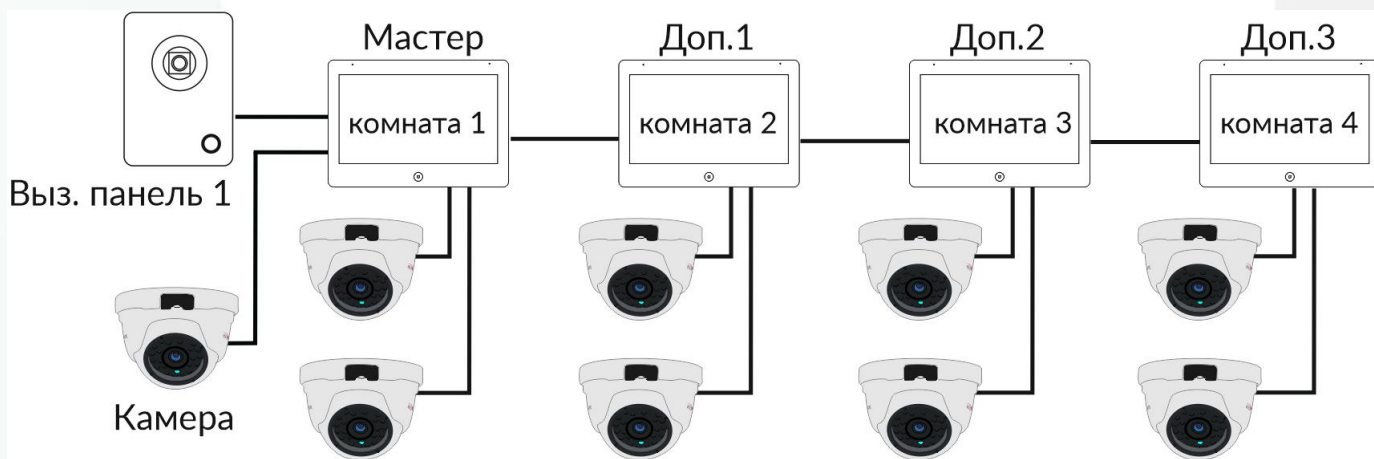 Мастер
Доп.1
Доп.2
Доп.3
комната 1
комната 2
комната 3
комната 4
Выз. панель 1
Камера